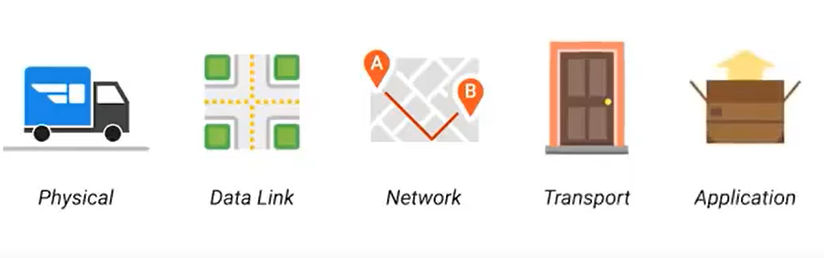 A
B
Physical
Data Link
Network
Transport
Application